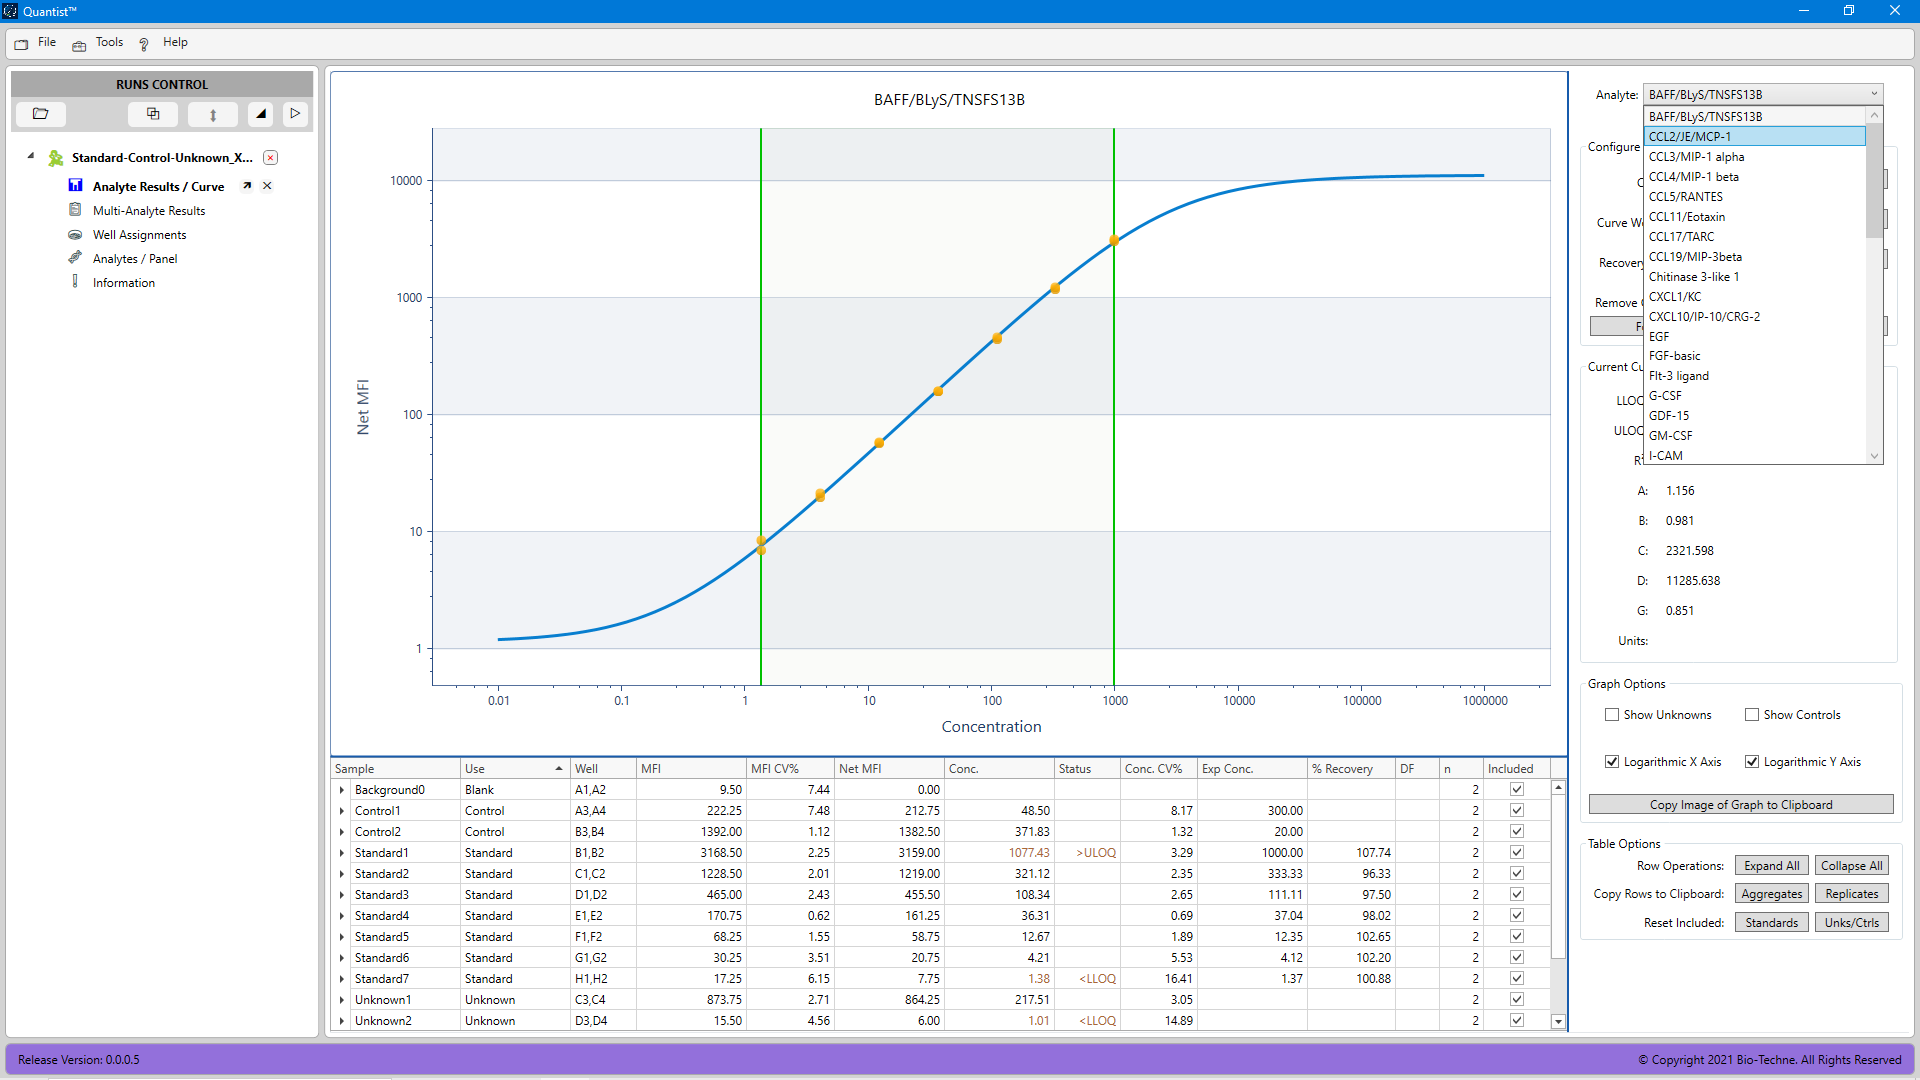 Quantist™
File Tools Help
RUNS CONTROL
Standard-Control-Unknown_X...
Analyte Results / Curve
Multi-Analyte Results
Well Assignments
Analytes / Panel
Information
BAFF/BLyS/TNSFS13B
Net MFI
10000
1000
100
10
1
0.01 0.1 1 10 100 1000 10000 100000 1000000
Concentration
Analyte: BAFF/BLyS/TNSFS13B
BAFF/BLyS/TNSFS13B
CCL2/JE/MCP-1
CCL3/MIP-1 alpha
CCL4/MIP-1 beta
CCL5/RANTES
CCL11/Eotaxin
CCL17/TARC
CCL19/MIP-3beta
Chitinase 3-like 1
CXCL1/KC
CXCL10/IP-10/CRG-2
EGF
FGF-basic
Flt-3 ligand
G-CSF
GDF-15
GM-CSF
I-CAM
Configure
Curve
Recovery
Remove
Current
LLOQ
ULOQ
A: 1.156
B: 0.981
C: 2321.598
D: 11285.638
G: 0.851
Units:
Graph Options
Show Unknowns Show Controls
Logarithmic X Axis Logarithmic Y Axis
Copy Image of Graph to Clipboard
Table Options
Row Operations: Expand All Collapse All
Copy Rows to Clipboard: Aggregates Replicates
Reset Included: Standards Unks/Ctrls
Sample Use Well MFI MFI CV% Net MFI Conc. Status Conc. CV% Exp Conc. % Recovery DF n Included
Background0 Blank A1,A2 9.50 7.44 0.00 2
Control1 Control A3,A4 222.25 7.48 212.75 48.50 8.17 300.00 2
Control2 Control B3,B4 1392.00 1.12 1382.50 371.83 1.32 20.00 2
Standard1 Standard B1,B2 3168.50 2.25 3159.00 1077.43 >ULOQ 3.29 1000.00 107.74 2
Standard2 Standard C1,C2 1228.50 2.01 1219.00 321.12 2.35 333.33 96.33 2
Standard3 Standard D1,D2 465.00 2.43 455.50 108.34 2.65 111.11 97.50 2
Standard4 Standard E1,E2 170.75 0.62 161.25 36.31 0.69 37.04 98.02 2
Standard5 Standard F1,F2 68.25 1.55 58.75 12.67 1.89 12.35 102.65 2
Standard6 Standard G1,G2 30.25 3.51 20.75 4.21 5.53 4.12 102.20 2
Standard7 Standard H1,H2 17.25 6.15 7.75 1.38 <LLOQ 16.41 1.37 100.88 2
Unknown1 Unknown C3,C4 873.75 2.71 864.25 217.51 3.05 2
Unknown2 Unknown D3,D4 15.50 4.56 6.00 1.01 <LLOQ 14.89 2
Release Version: 0.0.0.5
© Copyright 2021 Bio-Techne. All Rights Reserved